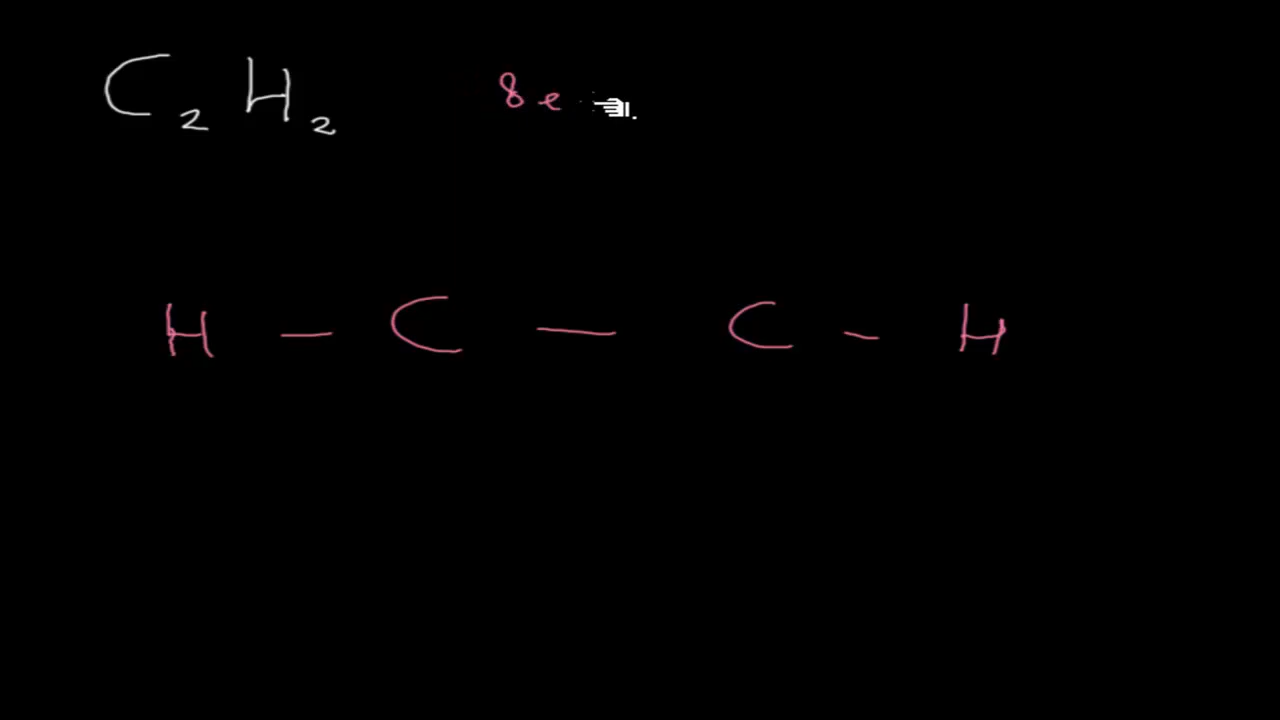 C₂H₂ 8e
H – C – C – H